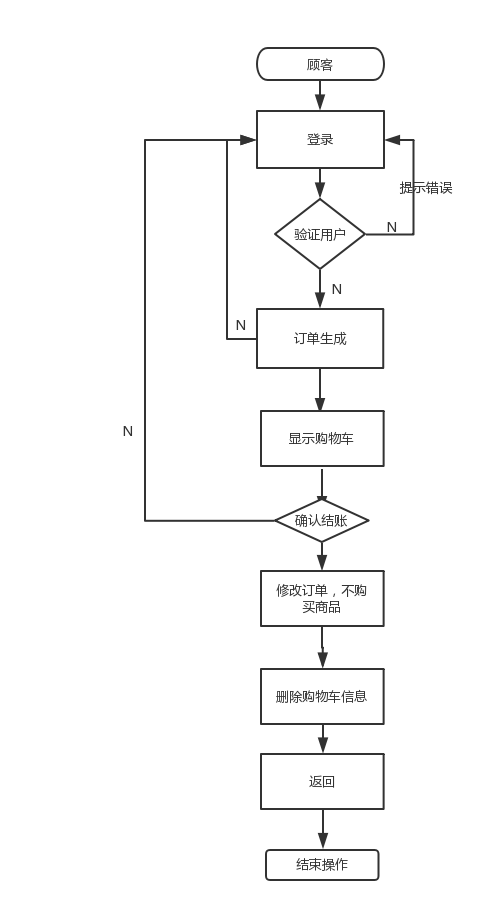 顾客
登录
提示错误
验证用户
N
N
N
订单生成
N
显示购物车
确认结账
修改订单，不购
买商品
删除购物车信息
返回
结束操作